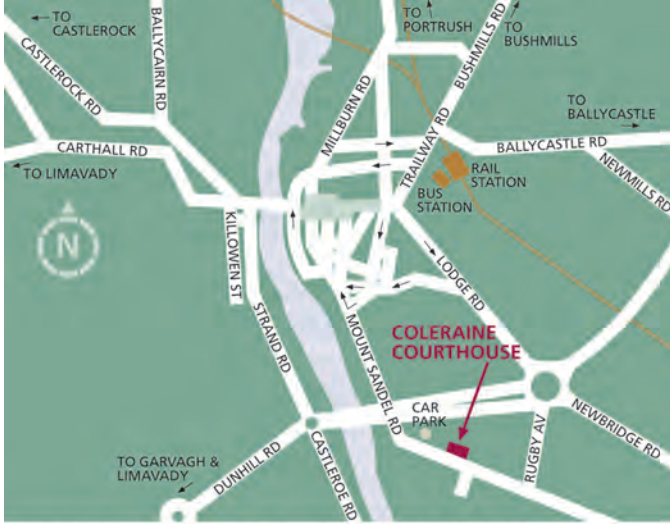 TO
CASTLEROCK
CASTLEROCK RD
BALLYCAIRN RD
TO
PORTRUSH
TO
BUSHMILLS
BUSHMILLS RD
MILLBURN RD
TO
BALLYCASTLE
CARTHALL RD
TRAILWAY RD
BALLYCASTLE RD
TO LIMAVADY
RAIL
STATION
BUS
STATION
NEWMILLS RD
N
KILLOWEN ST
LODGE RD
STRAND RD
MOUNT SANDEL RD
COLERAINE
COURTHOUSE
CAR
PARK
NEWBRIDGE RD
RUGBY AV
TO GARVAGH &
LIMAVADY
DUNHILL RD
CASTLEROE RD